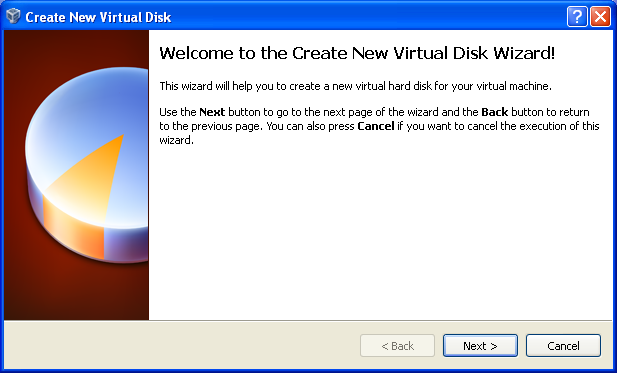 Create New Virtual Disk
Welcome to the Create New Virtual Disk Wizard!
This wizard will help you to create a new virtual hard disk for your virtual machine.
Use the Next button to go to the next page of the wizard and the Back button to return
to the previous page. You can also press Cancel if you want to cancel the execution of this
wizard.
< Back
Next >
Cancel